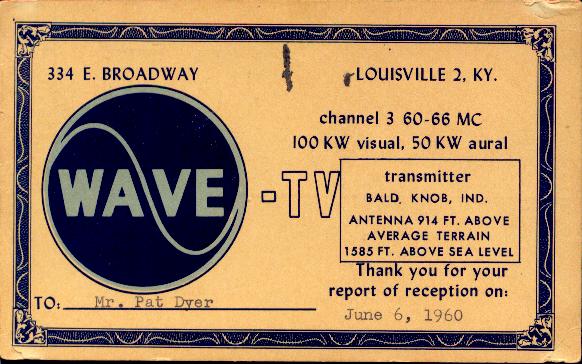 334 E. BROADWAY
LOUISVILLE 2, KY.
channel 3 60-66 MC
100 KW visual, 50 KW aural
WAVE
-TV
transmitter
BALD KNOB, IND.
ANTENNA 914 FT. ABOVE
AVERAGE TERRAIN
1585 FT. ABOVE SEA LEVEL
Thank you for your
report of reception on:
TO: Mr. Pat Dyer
June 6, 1960